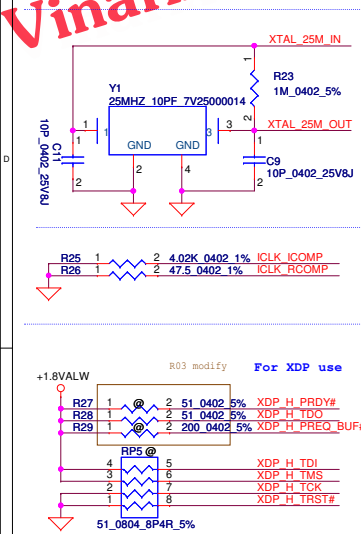 XTAL_25M_IN
1
R23
1M_0402_5%
2
Y1
25MHZ_10PF_7V25000014
1 1 3 3 XTAL_25M_OUT
GND GND
1 1
C11
10P_0402_25V8J
C9
10P_0402_25V8J
2 2 4 2
D
R25 1 2 4.02K_0402_1% ICLK_ICOMP
R26 1 2 47.5_0402_1% ICLK_RCOMP
R03 modify For XDP use
+1.8VALW
R27 1 @ 2 51_0402_5% XDP_H_PRDY#
R28 1 2 51_0402_5% XDP_H_TDO
R29 1 @ 2 200_0402_5% XDP_H_PREQ_BUF#
RP5 @
4 5 XDP_H_TDI
3 6 XDP_H_TMS
2 7 XDP_H_TCK
1 8 XDP_H_TRST#
51_0804_8P4R_5%